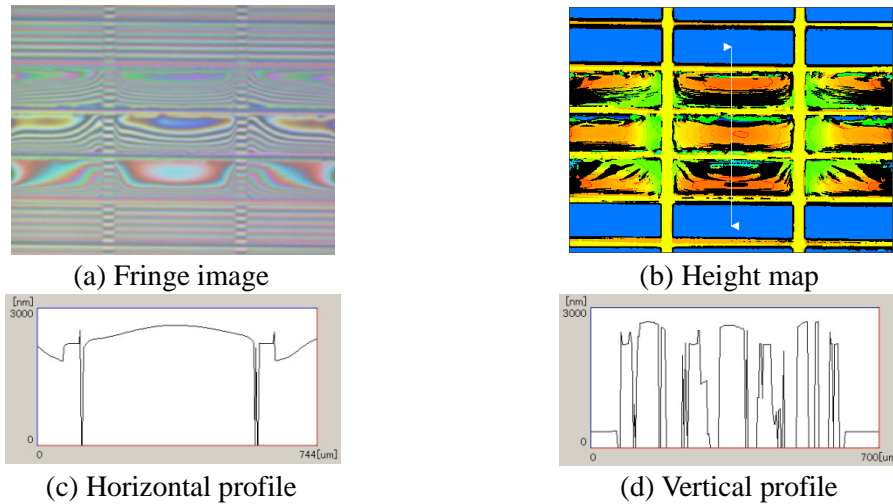 (a) Fringe image
(b) Height map
[nm]
3000
0
0
744[um]
(c) Horizontal profile
[nm]
3000
0
0
700[um
(d) Vertical profile